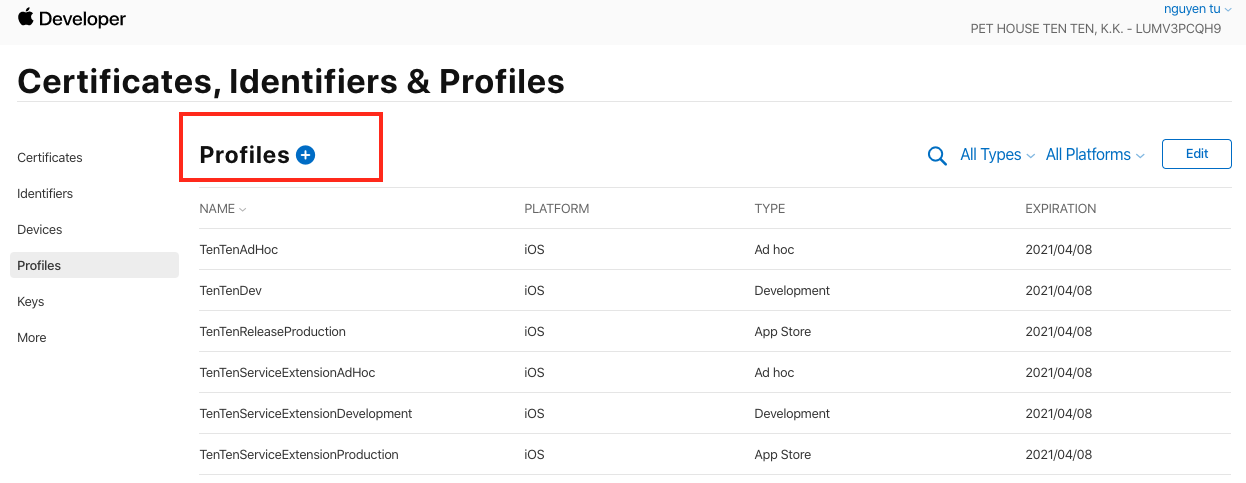 Developer
nguyen tu
PET HOUSE TEN TEN, K.K. - LUMV3PCQH9
Certificates, Identifiers & Profiles
Certificates
Identifiers
Devices
Profiles
Keys
More
Profiles
All Types
All Platforms
Edit
NAME PLATFORM TYPE EXPIRATION
TenTenAdHoc iOS Ad hoc 2021/04/08
TenTenDev iOS Development 2021/04/08
TenTenReleaseProduction iOS App Store 2021/04/08
TenTenServiceExtensionAdHoc iOS Ad hoc 2021/04/08
TenTenServiceExtensionDevelopment iOS Development 2021/04/08
TenTenServiceExtensionProduction iOS App Store 2021/04/08